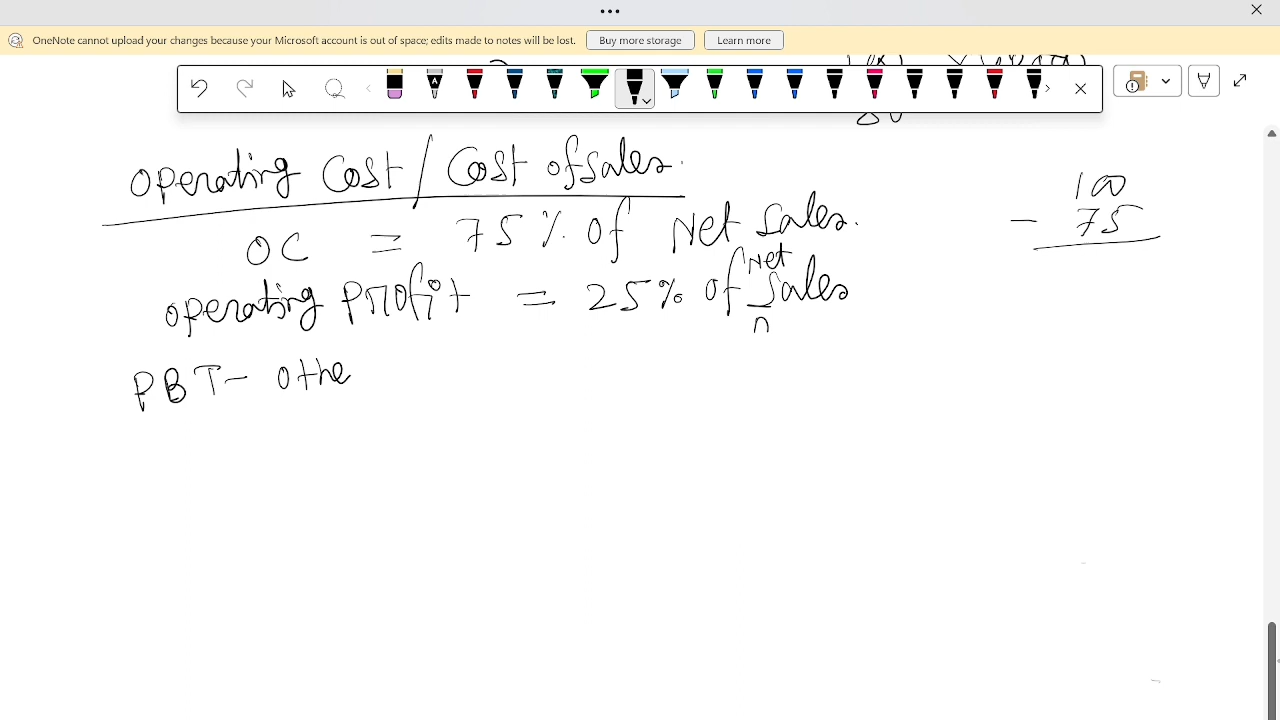 OneNote cannot upload your changes because your Microsoft account is out of space; edits made to notes will be lost. Buy more storage Learn more
Operating Cost / Cost of sales.
OC = 75% of Net sales.
100
- 75
Operating Profit = 25% of Net sales
n
PBT- othe